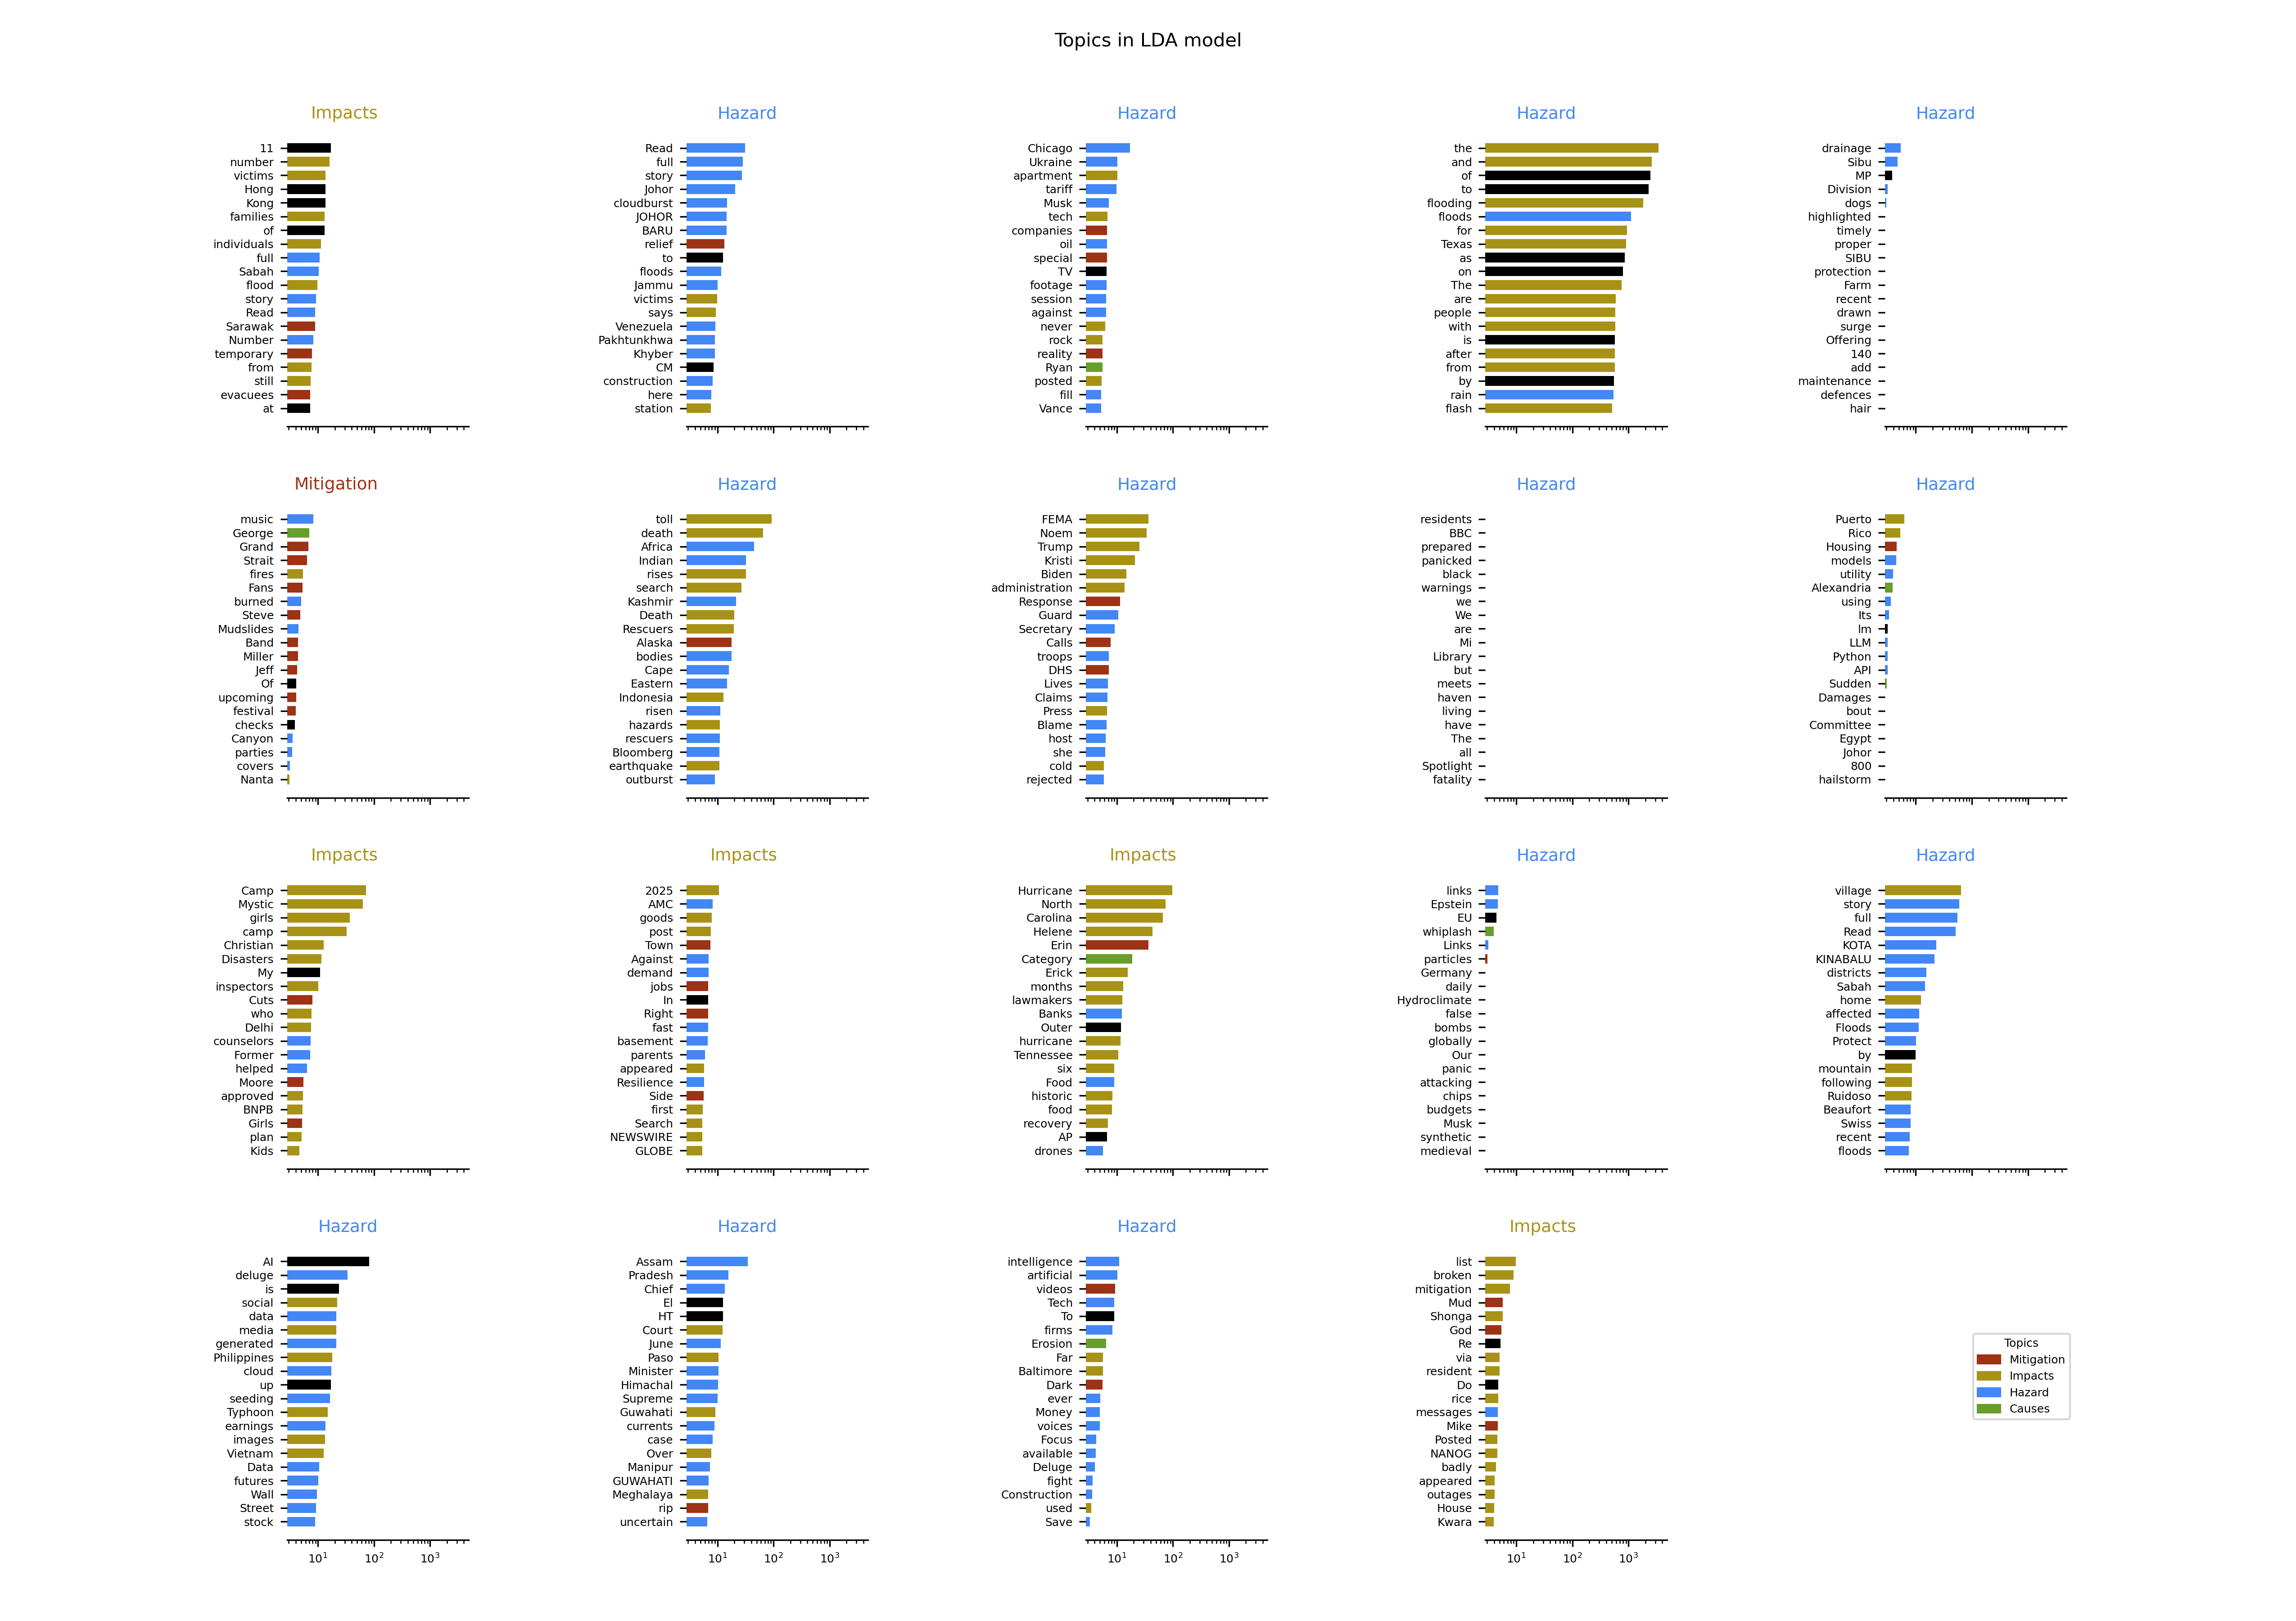 Topics in LDA model
Impacts
11
number
victims
Hong
Kong
families
of
individuals
full
Sabah
flood
story
Read
Sarawak
Number
temporary
from
still
evacuees
at
Hazard
Read
full
story
Johor
cloudburst
JOHOR
BARU
relief
to
floods
Jammu
victims
says
Venezuela
Pakhtunkhwa
Khyber
CM
construction
here
station
Hazard
Chicago
Ukraine
apartment
tariff
Musk
tech
companies
oil
special
TV
footage
session
against
never
rock
reality
Ryan
posted
fill
Vance
Hazard
the
and
of
to
flooding
floods
for
Texas
as
on
The
are
people
with
is
after
from
by
rain
flash
Hazard
drainage
Sibu
MP
Division
dogs
highlighted
timely
proper
SIBU
protection
Farm
recent
drawn
surge
Offering
140
add
maintenance
defences
hair
Mitigation
music
George
Grand
Strait
fires
Fans
burned
Steve
Mudslides
Band
Miller
Jeff
Of
upcoming
festival
checks
Canyon
parties
covers
Nanta
Hazard
toll
death
Africa
Indian
rises
search
Kashmir
Death
Rescuers
Alaska
bodies
Cape
Eastern
Indonesia
risen
hazards
rescuers
Bloomberg
earthquake
outburst
Hazard
FEMA
Noem
Trump
Kristi
Biden
administration
Response
Guard
Secretary
Calls
troops
DHS
Lives
Claims
Press
Blame
host
she
cold
rejected
Hazard
residents
BBC
prepared
panicked
black
warnings
we
We
are
Mi
Library
but
meets
haven
living
have
The
all
Spotlight
fatality
Hazard
Puerto
Rico
Housing
models
utility
Alexandria
using
Its
Im
LLM
Python
API
Sudden
Damages
bout
Committee
Egypt
Johor
800
hailstorm
Impacts
Camp
Mystic
girls
camp
Christian
Disasters
My
inspectors
Cuts
who
Delhi
counselors
Former
helped
Moore
approved
BNPB
Girls
plan
Kids
Impacts
2025
AMC
goods
post
Town
Against
demand
jobs
In
Right
fast
basement
parents
appeared
Resilience
Side
first
Search
NEWSWIRE
GLOBE
Impacts
Hurricane
North
Carolina
Helene
Erin
Category
Erick
months
lawmakers
Banks
Outer
hurricane
Tennessee
six
Food
historic
food
recovery
AP
drones
Hazard
links
Epstein
EU
whiplash
Links
particles
Germany
daily
Hydroclimate
false
bombs
globally
Our
panic
attacking
chips
budgets
Musk
synthetic
medieval
Hazard
village
story
full
Read
KOTA
KINABALU
districts
Sabah
home
affected
Floods
Protect
by
mountain
following
Ruidoso
Beaufort
Swiss
recent
floods
Hazard
AI
deluge
is
social
data
media
generated
Philippines
cloud
up
seeding
Typhoon
earnings
images
Vietnam
Data
futures
Wall
Street
stock
10¹ 10² 10³
Hazard
Assam
Pradesh
Chief
El
HT
Court
June
Paso
Minister
Himachal
Supreme
Guwahati
currents
case
Over
Manipur
GUWAHATI
Meghalaya
rip
uncertain
10¹ 10² 10³
Hazard
intelligence
artificial
videos
Tech
To
firms
Erosion
Far
Baltimore
Dark
ever
Money
voices
Focus
available
Deluge
fight
Construction
used
Save
10¹ 10² 10³
Impacts
list
broken
mitigation
Mud
Shonga
God
Re
via
resident
Do
rice
messages
Mike
Posted
NANOG
badly
appeared
outages
House
Kwara
10¹ 10² 10³
Topics
Mitigation
Impacts
Hazard
Causes